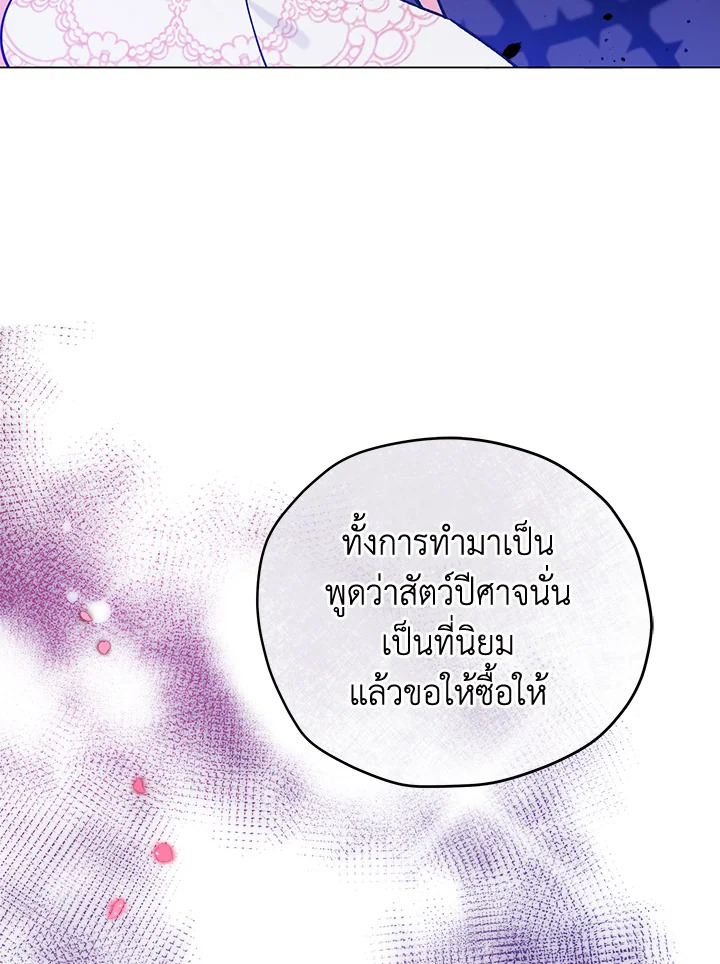 ทั้งการทำมาเป็น
พูดว่าสัตว์ปีศาจนั่น
เป็นที่นิยม
แล้วขอให้ซื้อให้